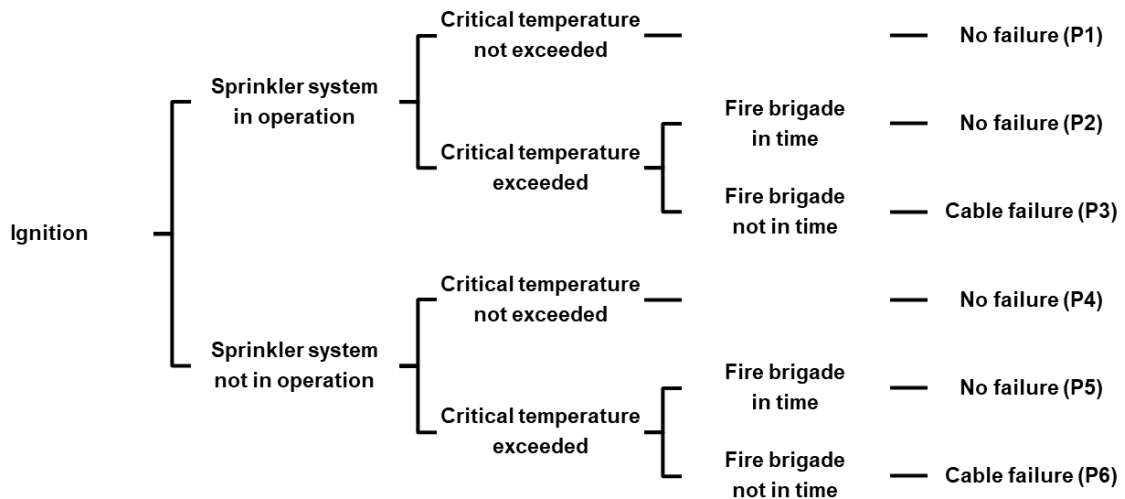 Critical temperature
not exceeded
No failure (P1)
Sprinkler system
in operation
Fire brigade
in time
No failure (P2)
Critical temperature
exceeded
Fire brigade
not in time
Cable failure (P3)
Ignition
Critical temperature
not exceeded
No failure (P4)
Sprinkler system
not in operation
Fire brigade
in time
No failure (P5)
Critical temperature
exceeded
Fire brigade
not in time
Cable failure (P6)